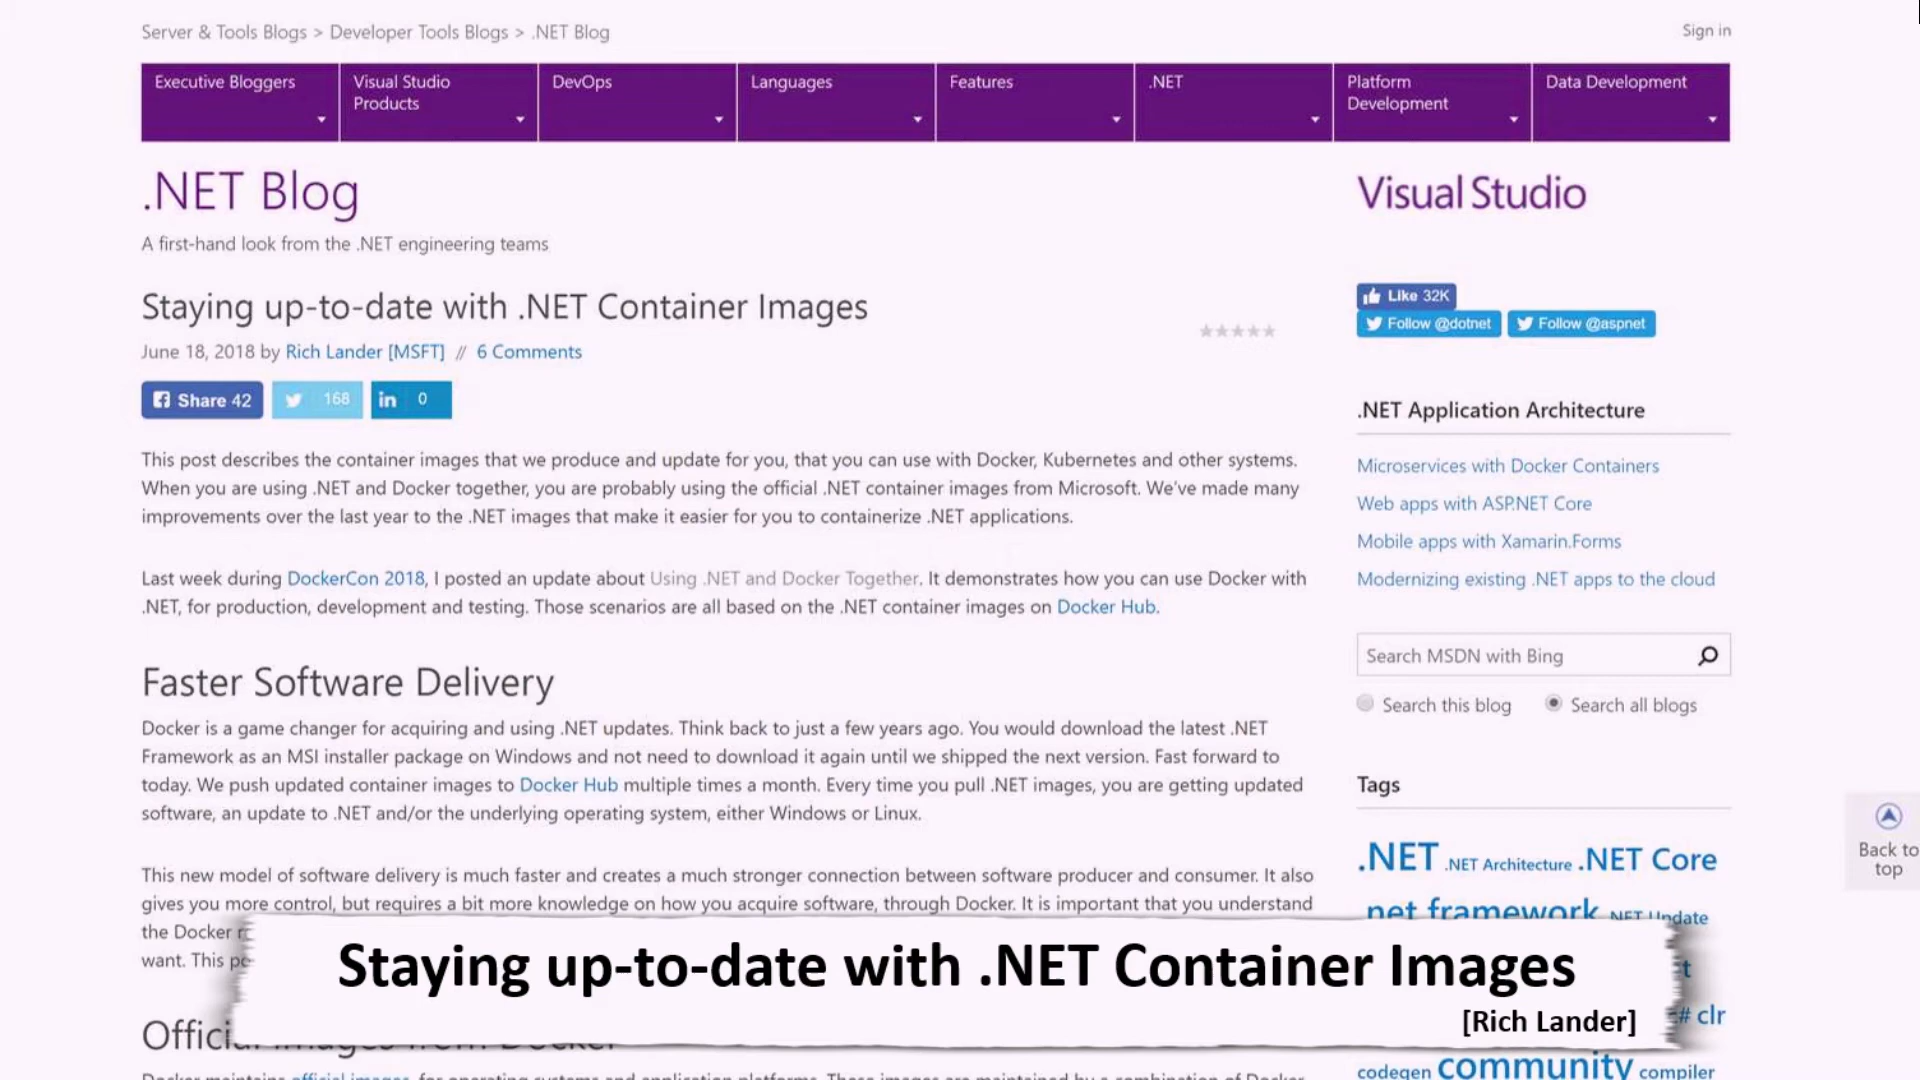 Server & Tools Blogs > Developer Tools Blogs > .NET Blog
Sign in
Executive Bloggers
Visual Studio Products
DevOps
Languages
Features
.NET
Platform Development
Data Development
.NET Blog
A first-hand look from the .NET engineering teams
Visual Studio
Staying up-to-date with .NET Container Images
June 18, 2018 by Rich Lander [MSFT] // 6 Comments
Share 42
168
in 0
This post describes the container images that we produce and update for you, that you can use with Docker, Kubernetes and other systems.
When you are using .NET and Docker together, you are probably using the official .NET container images from Microsoft. We've made many
improvements over the last year to the .NET images that make it easier for you to containerize .NET applications.
Last week during DockerCon 2018, I posted an update about Using .NET and Docker Together. It demonstrates how you can use Docker with
.NET, for production, development and testing. Those scenarios are all based on the .NET container images on Docker Hub.
Faster Software Delivery
Docker is a game changer for acquiring and using .NET updates. Think back to just a few years ago. You would download the latest .NET
Framework as an MSI installer package on Windows and not need to download it again until we shipped the next version. Fast forward to
today. We push updated container images to Docker Hub multiple times a month. Every time you pull .NET images, you are getting updated
software, an update to .NET and/or the underlying operating system, either Windows or Linux.
This new model of software delivery is much faster and creates a much stronger connection between software producer and consumer. It also
gives you more control, but requires a bit more knowledge on how you acquire software, through Docker. It is important that you understand
the Docker
want. This
Like 32K
Follow @dotnet Follow @aspnet
.NET Application Architecture
Microservices with Docker Containers
Web apps with ASP.NET Core
Mobile apps with Xamarin.Forms
Modernizing existing .NET apps to the cloud
Search MSDN with Bing
Search this blog Search all blogs
Tags
.NET .NET Architecture .NET Core
.net framework .NET Update
clr
codegen community compiler
Back to
top
Staying up-to-date with .NET Container Images
[Rich Lander]